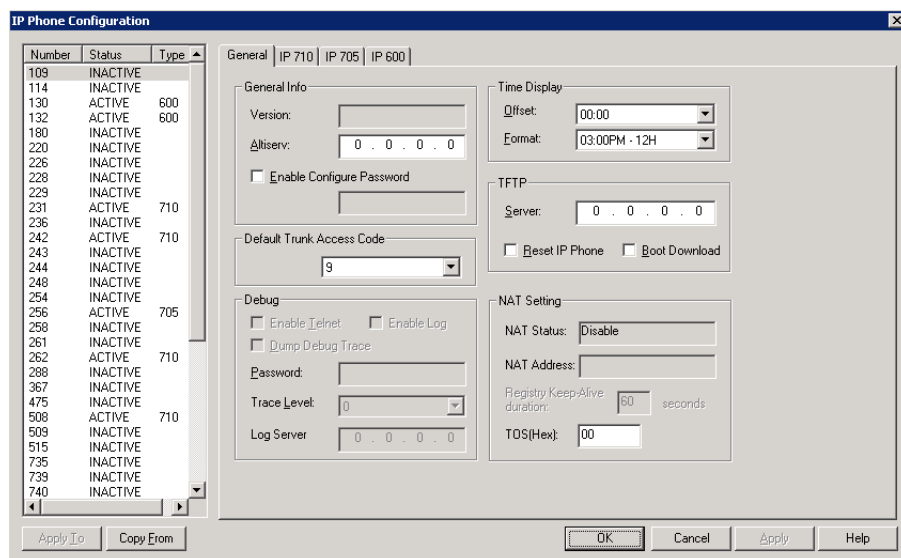 IP Phone Configuration
Number Status Type
109 INACTIVE
114 INACTIVE
130 ACTIVE 600
132 ACTIVE 600
180 INACTIVE
220 INACTIVE
226 INACTIVE
228 INACTIVE
229 INACTIVE
231 ACTIVE 710
236 INACTIVE
242 ACTIVE 710
243 INACTIVE
244 INACTIVE
248 INACTIVE
254 INACTIVE
256 ACTIVE 705
258 INACTIVE
261 INACTIVE
262 ACTIVE 710
288 INACTIVE
367 INACTIVE
475 INACTIVE
508 ACTIVE 710
509 INACTIVE
515 INACTIVE
735 INACTIVE
739 INACTIVE
740 INACTIVE
Apply To Copy From
General IP 710 IP 705 IP 600
General Info
Version:
Altiserv: 0 . 0 . 0 . 0
Enable Configure Password
Default Trunk Access Code
9
Debug
Enable Telnet Enable Log
Dump Debug Trace
Password:
Trace Level: 0
Log Server 0 . 0 . 0 . 0
Time Display
Offset: 00:00
Format: 03:00PM - 12H
TFTP
Server: 0 . 0 . 0 . 0
Reset IP Phone Boot Download
NAT Setting
NAT Status: Disable
NAT Address:
Registry Keep-Alive
duration: 60 seconds
TOS(Hex): 00
OK Cancel Apply Help